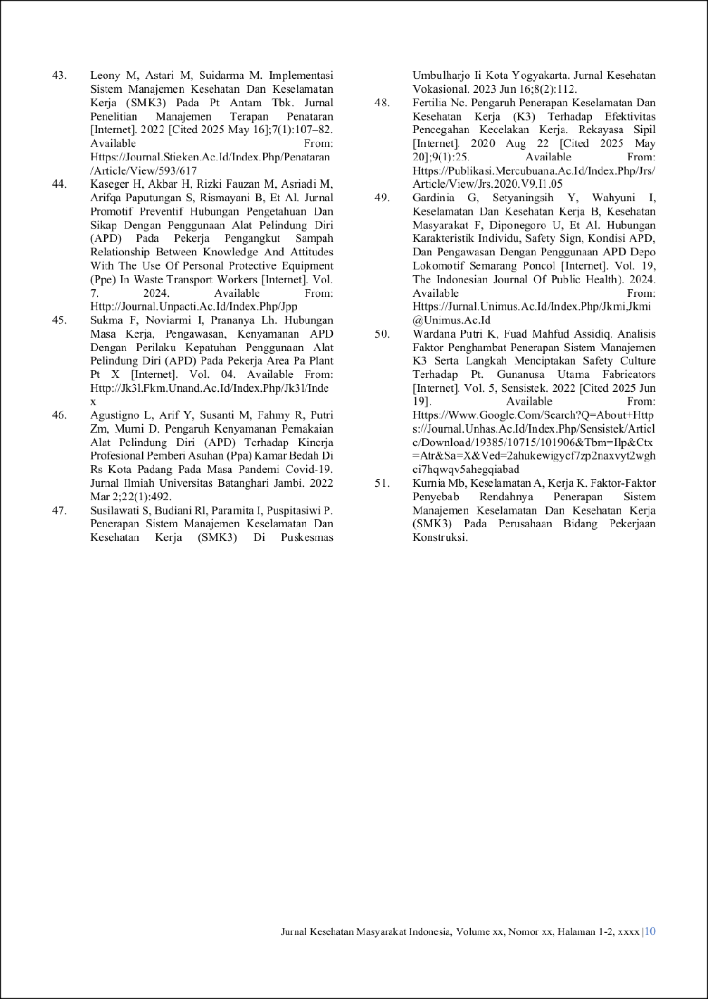 43. Leony M, Astari M, Suidarma M. Implementasi
Sistem Manajemen Kesehatan Dan Keselamatan
Kerja (SMK3) Pada Pt Antam Tbk. Jurnal
Penelitian Manajemen Terapan Penataran
[Internet]. 2022 [Cited 2025 May 16];7(1):107–82.
Available From:
Https://Journal.Stieken.Ac.Id/Index.Php/Penataran
/Article/View/593/617
44. Kaseger H, Akbar H, Rizki Fauzan M, Asriadi M,
Arifqa Paputungan S, Rismayani B, Et Al. Jurnal
Promotif Preventif Hubungan Pengetahuan Dan
Sikap Dengan Penggunaan Alat Pelindung Diri
(APD) Pada Pekerja Pengangkut Sampah
Relationship Between Knowledge And Attitudes
With The Use Of Personal Protective Equipment
(Ppe) In Waste Transport Workers [Internet]. Vol.
7. 2024. Available From:
Http://Journal.Unpacti.Ac.Id/Index.Php/Jpp
45. Sukma F, Noviarmi I, Prananya Lh. Hubungan
Masa Kerja, Pengawasan, Kenyamanan APD
Dengan Perilaku Kepatuhan Penggunaan Alat
Pelindung Diri (APD) Pada Pekerja Area Pa Plant
Pt X [Internet]. Vol. 04. Available From:
Http://Jk3l.Fkm.Unand.Ac.Id/Index.Php/Jk3l/Inde
x
46. Agustigno L, Arif Y, Susanti M, Fahmy R, Putri
Zm, Murni D. Pengaruh Kenyamanan Pemakaian
Alat Pelindung Diri (APD) Terhadap Kinerja
Profesional Pemberi Asuhan (Ppa) Kamar Bedah Di
Rs Kota Padang Pada Masa Pandemi Covid-19.
Jurnal Ilmiah Universitas Batanghari Jambi. 2022
Mar 2;22(1):492.
47. Susilawati S, Budiani Rl, Paramita I, Puspitasiwi P.
Penerapan Sistem Manajemen Keselamatan Dan
Kesehatan Kerja (SMK3) Di Puskesmas
Umbulharjo Ii Kota Yogyakarta. Jurnal Kesehatan
Vokasional. 2023 Jun 16;8(2):112.
48. Fertilia Nc. Pengaruh Penerapan Keselamatan Dan
Kesehatan Kerja (K3) Terhadap Efektivitas
Pencegahan Kecelakan Kerja. Rekayasa Sipil
[Internet]. 2020 Aug 22 [Cited 2025 May
20];9(1):25. Available From:
Https://Publikasi.Mercubuana.Ac.Id/Index.Php/Jrs/
Article/View/Jrs.2020.V9.I1.05
49. Gardinia G, Setyaningsih Y, Wahyuni I,
Keselamatan Dan Kesehatan Kerja B, Kesehatan
Masyarakat F, Diponegoro U, Et Al. Hubungan
Karakteristik Individu, Safety Sign, Kondisi APD,
Dan Pengawasan Dengan Penggunaan APD Depo
Lokomotif Semarang Poncol [Internet]. Vol. 19,
The Indonesian Journal Of Public Health). 2024.
Available From:
Https://Jurnal.Unimus.Ac.Id/Index.Php/Jkmi,Jkmi
@Unimus.Ac.Id
50. Wardana Putri K, Fuad Mahfud Assidiq. Analisis
Faktor Penghambat Penerapan Sistem Manajemen
K3 Serta Langkah Menciptakan Safety Culture
Terhadap Pt. Gunanusa Utama Fabricators
[Internet]. Vol. 5, Sensistek. 2022 [Cited 2025 Jun
19]. Available From:
Https://Www.Google.Com/Search?Q=About+Http
s://Journal.Unhas.Ac.Id/Index.Php/Sensistek/Articl
e/Download/19385/10715/101906&Tbm=Ilp&Ctx
=Atr&Sa=X&Ved=2ahukewigycf7zp2naxvyt2wgh
ci7hqwqv5ahegqiabad
51. Kurnia Mb, Keselamatan A, Kerja K. Faktor-Faktor
Penyebab Rendahnya Penerapan Sistem
Manajemen Keselamatan Dan Kesehatan Kerja
(SMK3) Pada Perusahaan Bidang Pekerjaan
Konstruksi.
Jurnal Kesehatan Masyarakat Indonesia, Volume xx, Nomor xx, Halaman 1-2, xxxx |10